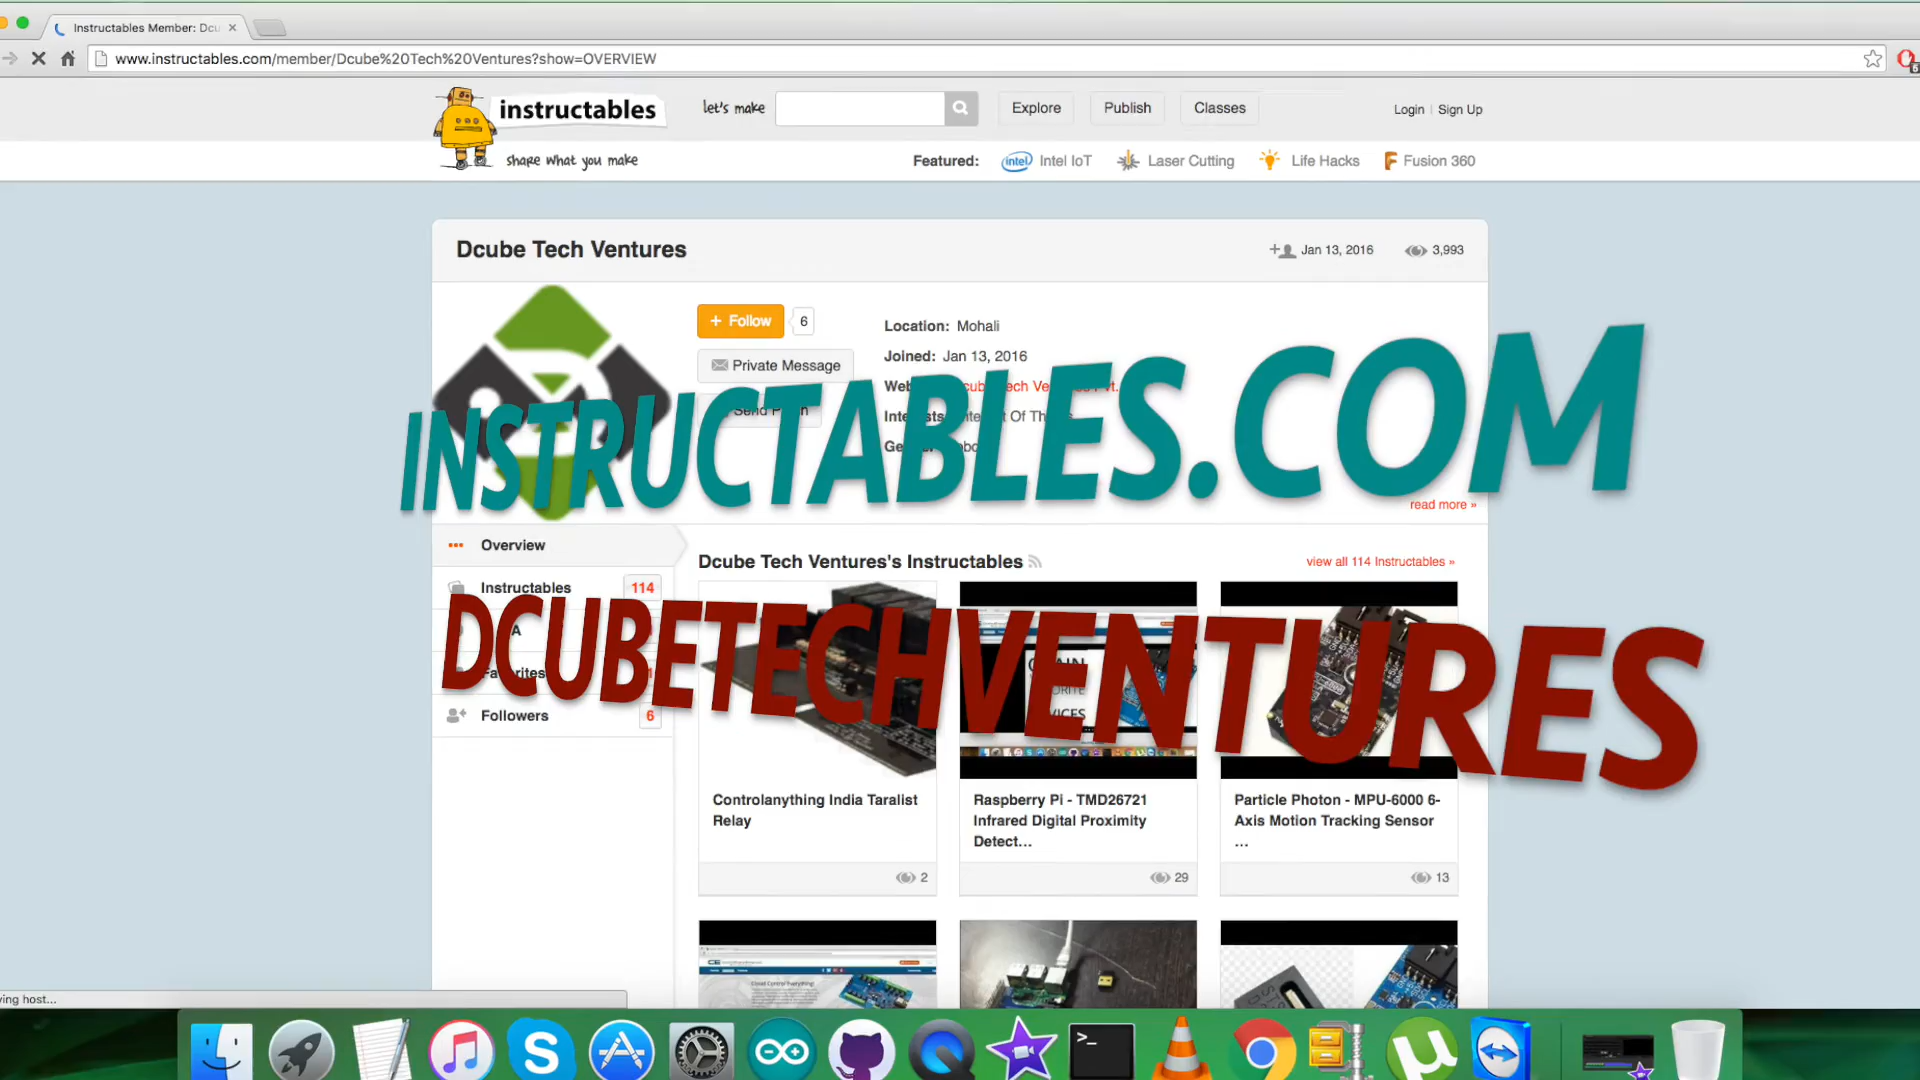 Instructables Member: Dcu
www.instructables.com/member/Dcube%20Tech%20Ventures?show=OVERVIEW
instructables
let's make
Explore
Publish
Classes
Login
Sign Up
share what you make
Featured:
intel
Intel IoT
Laser Cutting
Life Hacks
Fusion 360
Dcube Tech Ventures
Jan 13, 2016
3,993
+ Follow
6
Location: Mohali
Private Message
Joined: Jan 13, 2016
INSTRUCTABLES.COM
read more »
Overview
Dcube Tech Ventures's Instructables
view all 114 Instructables »
Instructables
114
DCUBETECHVENTURES
Followers
6
Controlanything India Taralist
Relay
Raspberry Pi - TMD26721
Infrared Digital Proximity
Detect...
Particle Photon - MPU-6000 6-
Axis Motion Tracking Sensor
...
2
29
13
ving host...